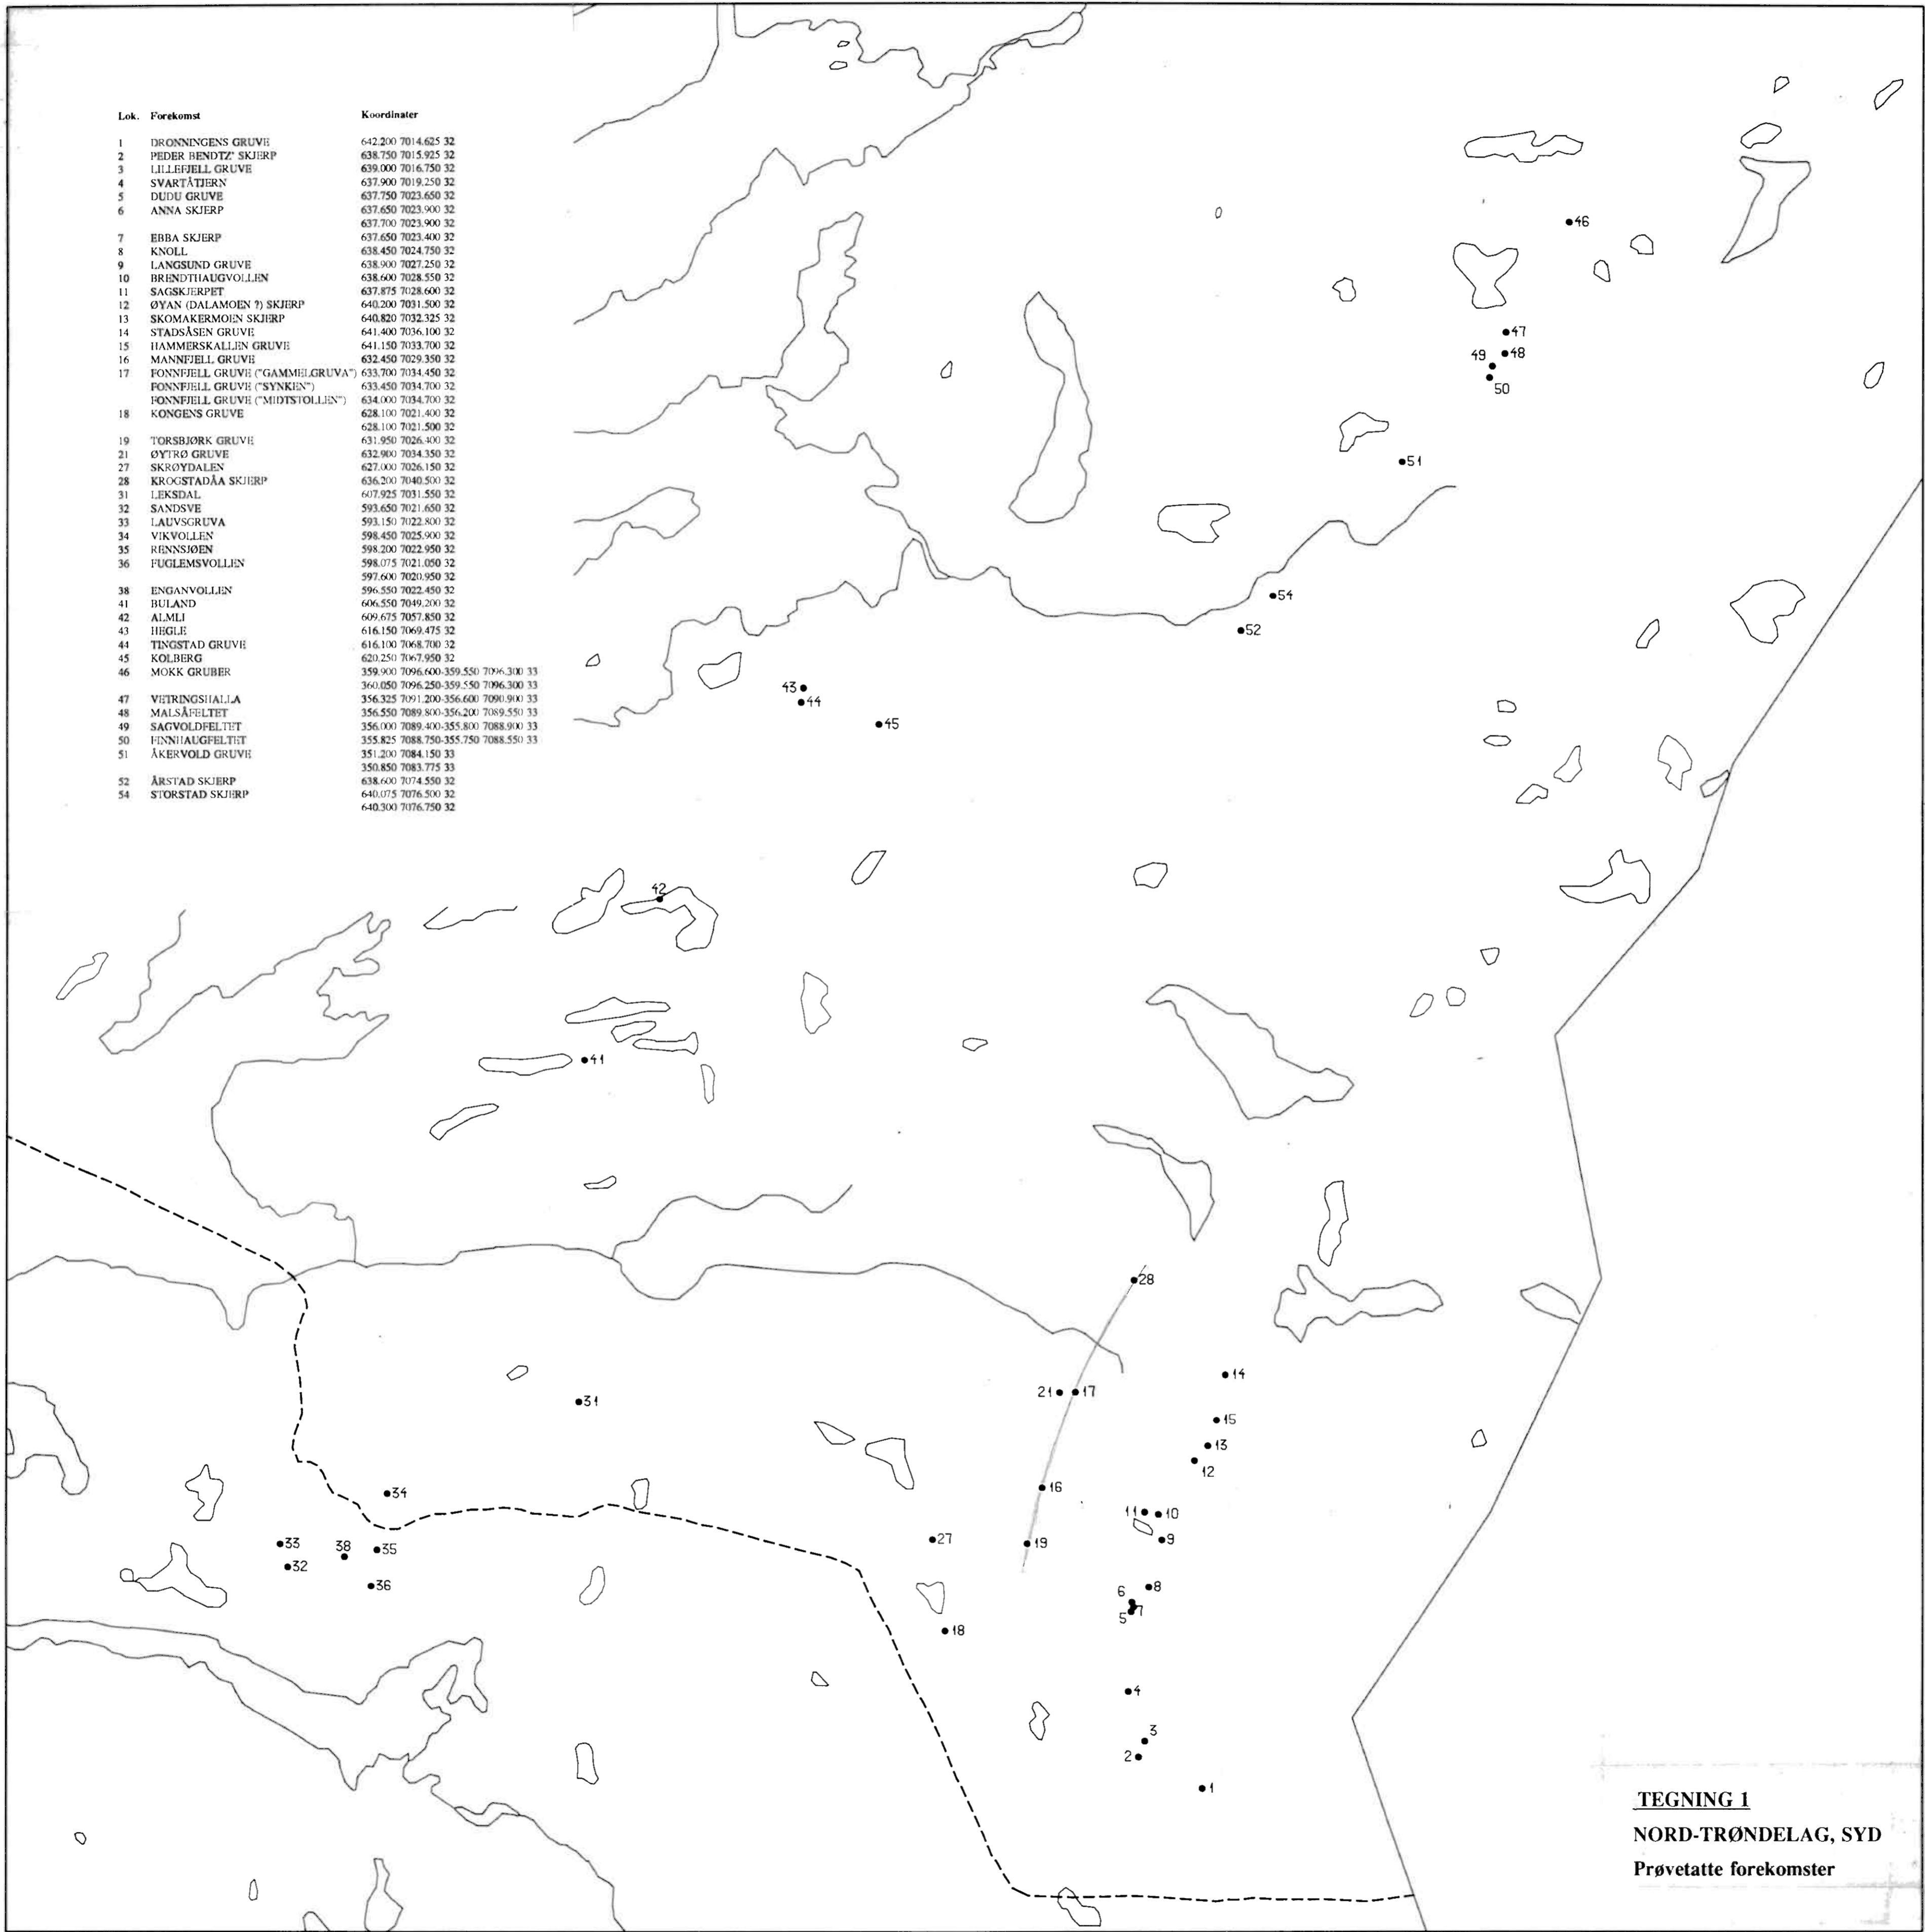 Lok. Forekomst Koordinater
1 DRONNINGENS GRUVE 642.200 7014.625 32
2 PEDER BENDTZ' SKJERP 638.750 7015.925 32
3 LILLEFJELL GRUVE 639.000 7016.750 32
4 SVARTÅTJERN 637.900 7019.250 32
5 DUDU GRUVE 637.750 7023.650 32
6 ANNA SKJERP 637.650 7023.900 32
637.700 7023.900 32
7 EBBA SKJERP 637.650 7023.400 32
8 KNOLL 638.450 7024.750 32
9 LANGSUND GRUVE 638.900 7027.250 32
10 BRENDTHAUGVOLLEN 638.600 7028.550 32
11 SAGSKJERPET 637.875 7028.600 32
12 ØYAN (DALAMOEN ?) SKJERP 640.200 7031.500 32
13 SKOMAKERMOEN SKJERP 640.820 7032.325 32
14 STADSÅSEN GRUVE 641.400 7036.100 32
15 HAMMERSKALLEN GRUVE 641.150 7033.700 32
16 MANNFJELL GRUVE 632.450 7029.350 32
17 FONNFJELL GRUVE ("GAMMELGRUVA") 633.700 7034.450 32
FONNFJELL GRUVE ("SYNKEN") 633.450 7034.700 32
FONNFJELL GRUVE ("MIDTSTOLLEN") 634.000 7034.700 32
18 KONGENS GRUVE 628.100 7021.400 32
628.100 7021.500 32
19 TORSBJØRK GRUVE 631.950 7026.400 32
21 ØYTRØ GRUVE 632.900 7034.350 32
27 SKRØYDALEN 627.000 7026.150 32
28 KROGSTADÅA SKJERP 636.200 7040.500 32
31 LEKSDAL 607.925 7031.550 32
32 SANDSVE 593.650 7021.650 32
33 LAUVSGRUVA 593.150 7022.800 32
34 VIKVOLLEN 598.450 7025.900 32
35 RENNSJØEN 598.200 7022.950 32
36 FUGLEMSVOLLEN 598.075 7021.050 32
597.600 7020.950 32
38 ENGANVOLLEN 596.550 7022.450 32
41 BULAND 606.550 7049.200 32
42 ALMLI 609.675 7057.850 32
43 HEGLE 616.150 7069.475 32
44 TINGSTAD GRUVE 616.100 7068.700 32
45 KOLBERG 620.250 7067.950 32
46 MOKK GRUBER 359.900 7096.600-359.550 7096.300 33
360.050 7096.250-359.550 7096.300 33
47 VETRINGSHALLA 356.325 7091.200-356.600 7090.900 33
48 MALSÅFELTET 356.550 7089.800-356.200 7089.550 33
49 SAGVOLDFELTET 356.000 7089.400-355.800 7088.900 33
50 FINNHAUGFELTET 355.825 7088.750-355.750 7088.550 33
51 ÅKERVOLD GRUVE 351.200 7084.150 33
350.850 7083.775 33
52 ÅRSTAD SKJERP 638.600 7074.550 32
54 STORSTAD SKJERP 640.075 7076.500 32
640.300 7076.750 32
46
47
48
49
50
51
54
52
43
44
45
42
41
28
14
31
21
17
15
13
12
34
16
11
10
33
38
35
27
19
9
32
36
8
6
7
5
18
4
3
2
1
TEGNING 1
NORD-TRØNDELAG, SYD
Prøvetatte forekomster